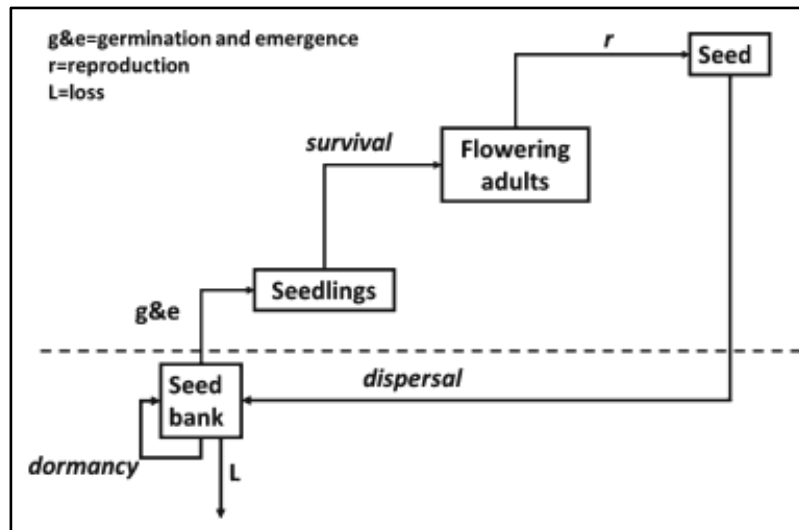 g&e=germination and emergence
r=reproduction
L=loss
r
Seed
survival
Flowering
adults
Seedlings
g&e
dispersal
Seed
bank
dormancy
L